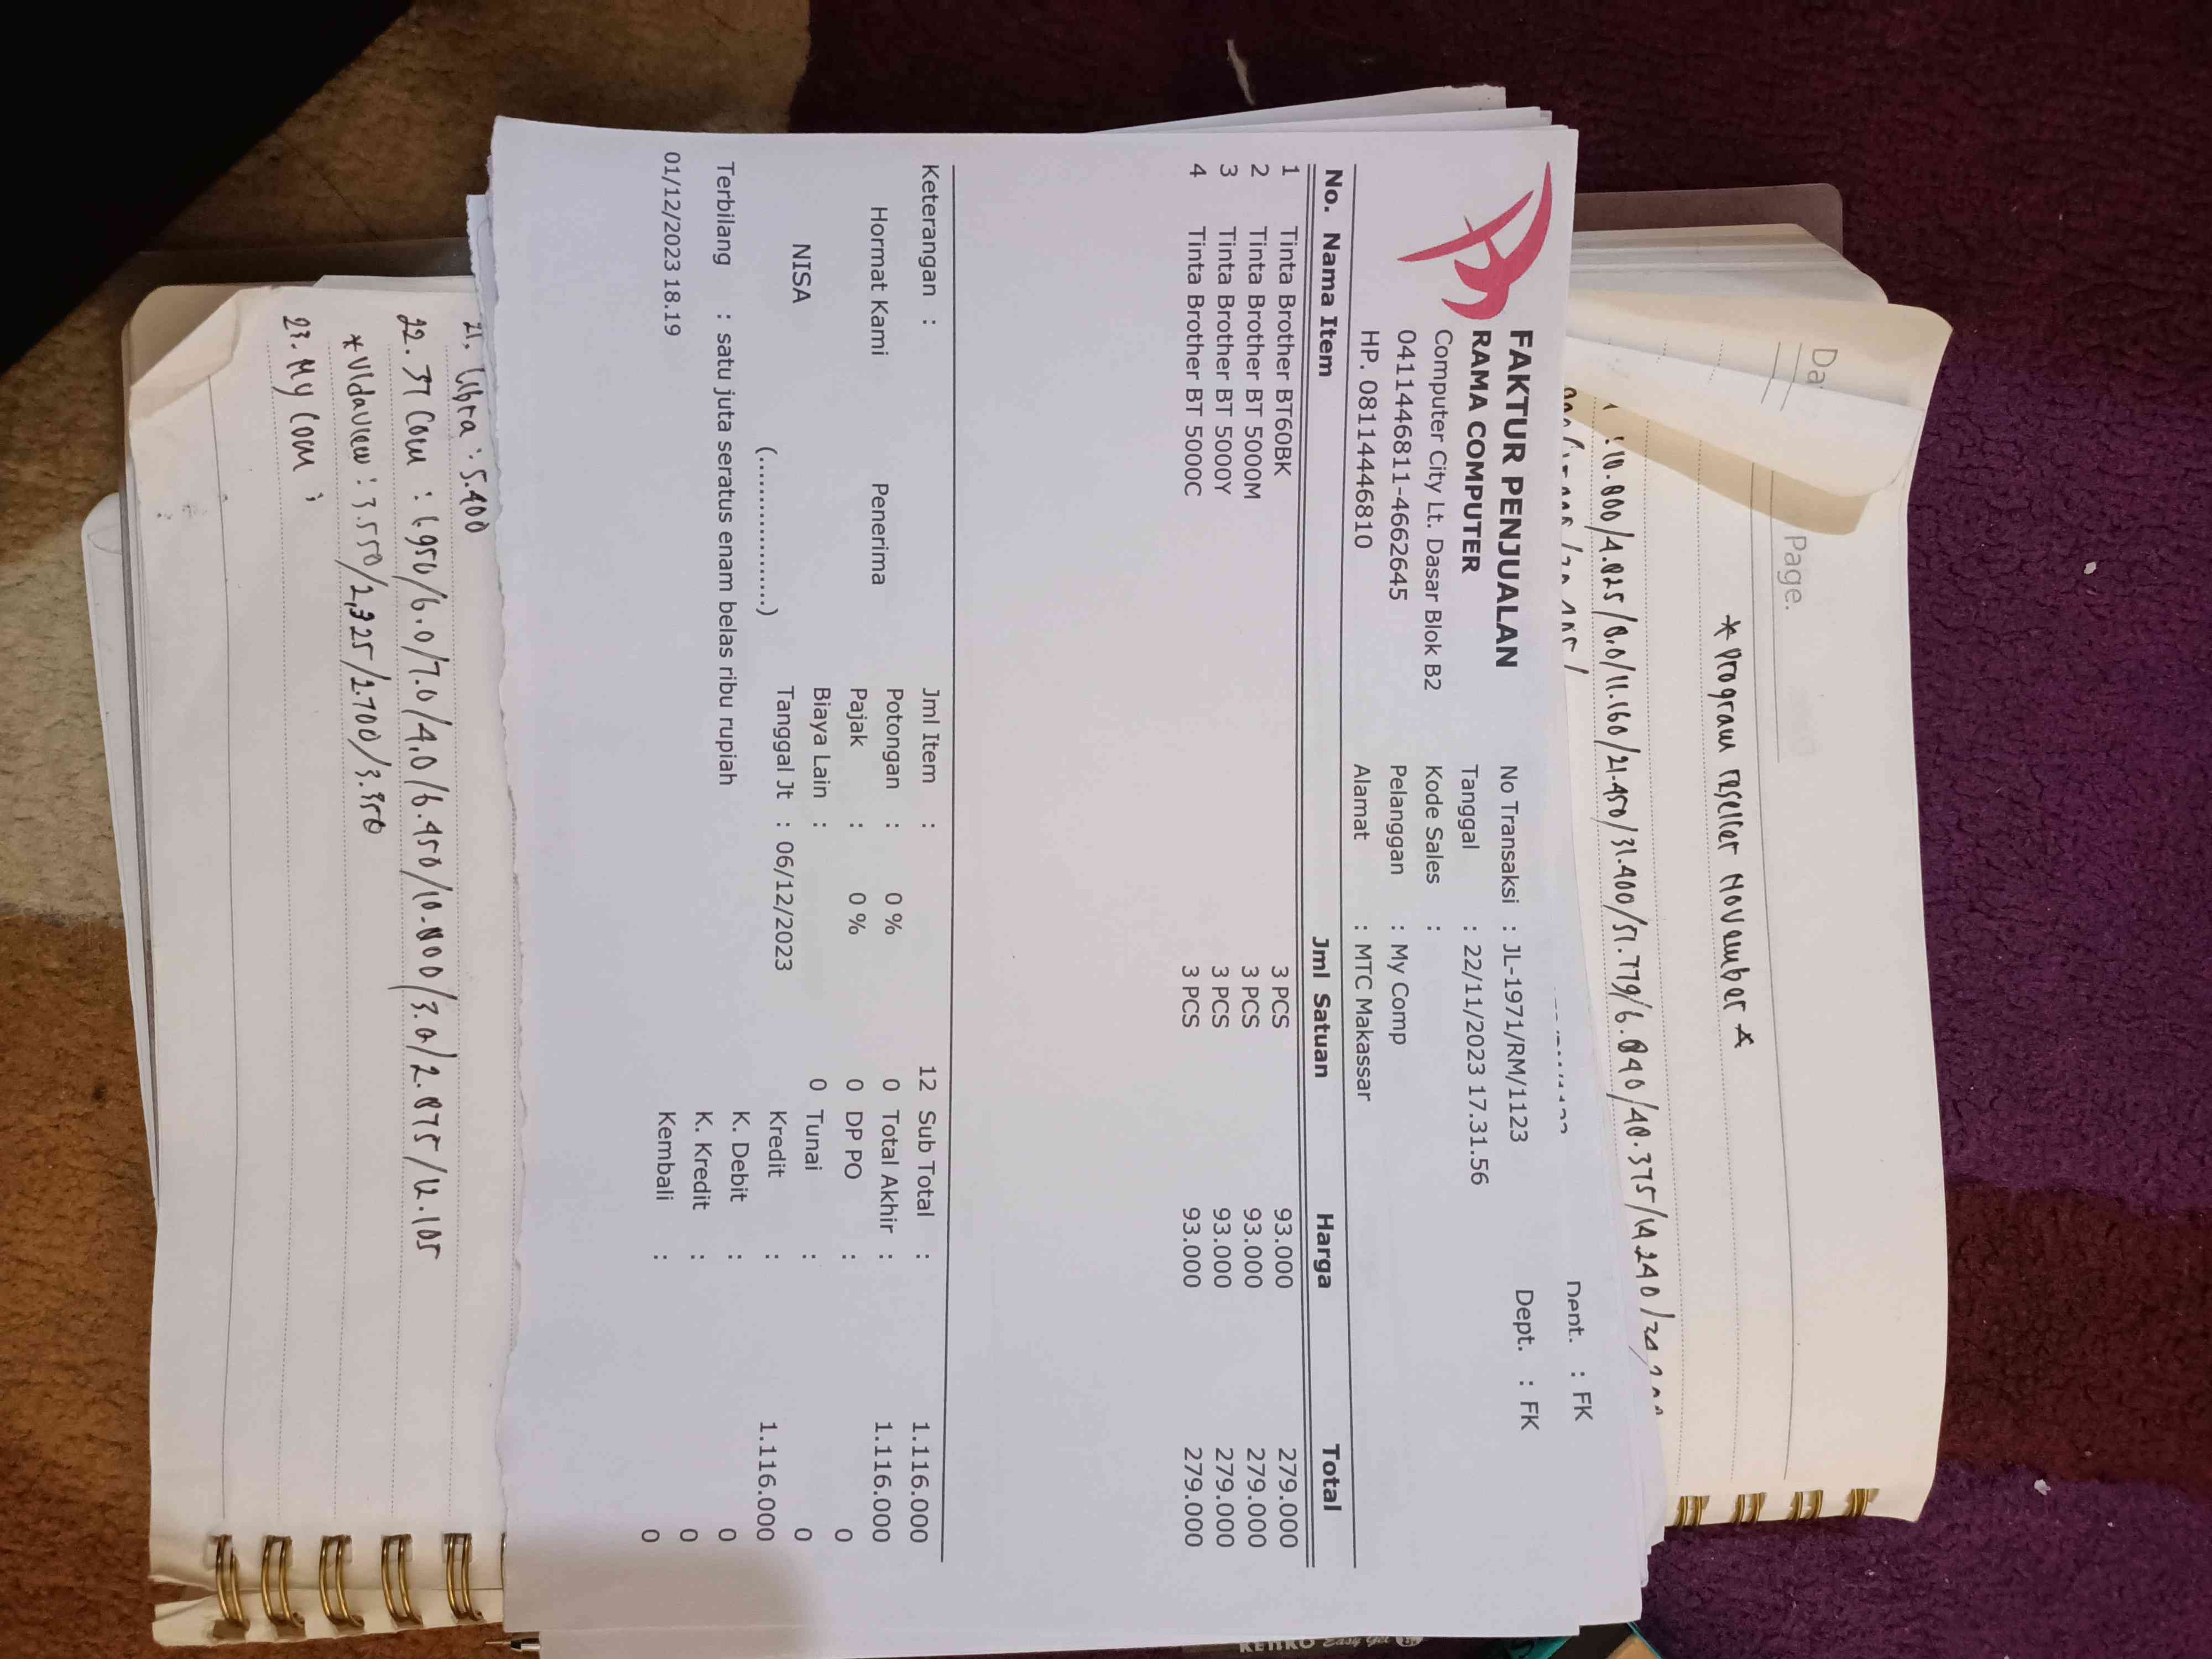 Da
Page.
* Program reseller November *
Dept. : FK
FAKTUR PENJUALAN
RAMA COMPUTER
Computer City Lt. Dasar Blok B2
04114446811-4662645
HP. 08114446810
No Transaksi : JL-1971/RM/1123
Dept. : FK
Tanggal : 22/11/2023 17.31.56
Kode Sales :
Pelanggan : My Comp
Alamat : MTC Makassar
No. Nama Item Jml Satuan Harga Total
1 Tinta Brother BT60BK 3 PCS 93.000 279.000
2 Tinta Brother BT 5000M 3 PCS 93.000 279.000
3 Tinta Brother BT 5000Y 3 PCS 93.000 279.000
4 Tinta Brother BT 5000C 3 PCS 93.000 279.000
Keterangan : Jml Item : 12 Sub Total : 1.116.000
Hormat Kami Penerima Potongan : 0 % 0 Total Akhir : 1.116.000
Pajak : 0 % 0 DP PO : 0
NISA (................) Biaya Lain : 0 Tunai : 0
Tanggal Jt : 06/12/2023 Kredit : 1.116.000
Terbilang : satu juta seratus enam belas ribu rupiah K. Debit : 0
K. Kredit : 0
01/12/2023 18.19 Kembali : 0
21. Libra : 5.400
22. 37 Com : 6.950/6.0/7.0/4.0/6.450/10.800/3.0/2.875/12.105
* Vidaview : 3.550/2,325/2.700/3.350
23. My Com ;
KENKO Easy Gel